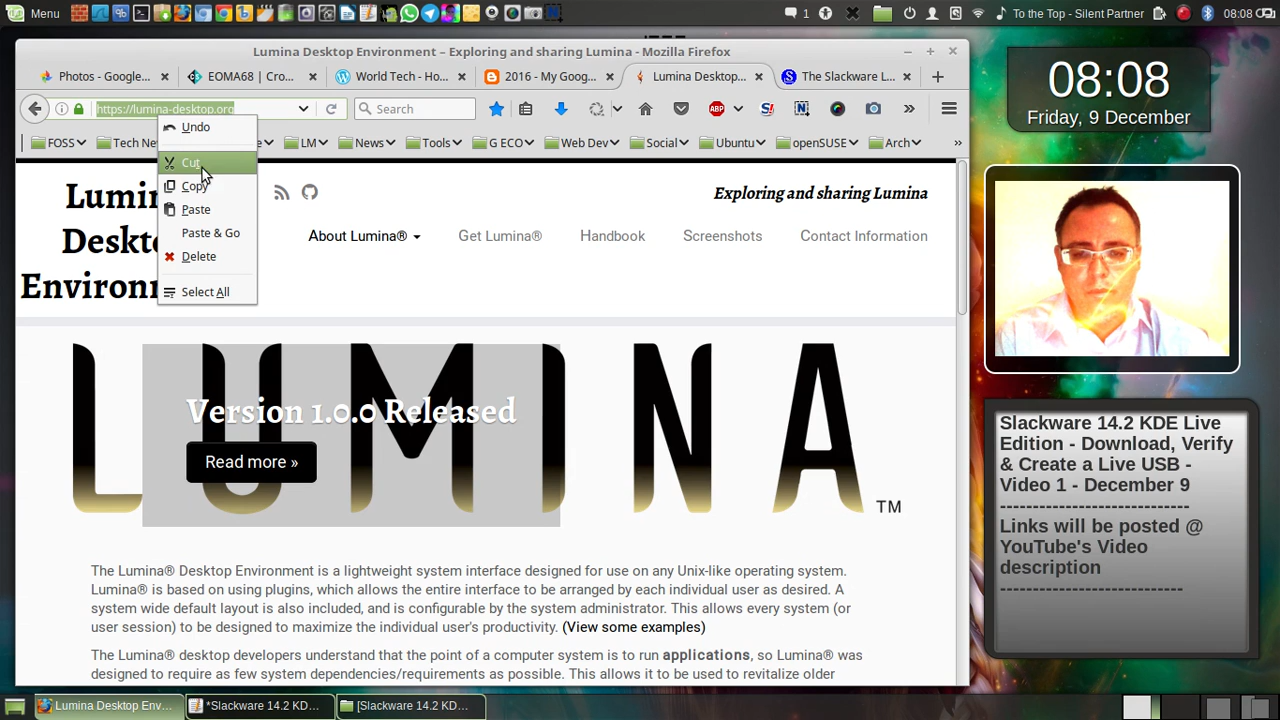 Menu
1
To the Top - Silent Partner
08:08
Lumina Desktop Environment – Exploring and sharing Lumina - Mozilla Firefox
Photos - Google...
EOMA68 | Cro...
World Tech - Ho...
2016 - My Goog...
Lumina Desktop...
The Slackware L...
https://lumina-desktop.org
Search
ABP
FOSS
Tech New
LM
News
Tools
G ECO
Web Dev
Social
Ubuntu
openSUSE
Arch
Undo
Cut
Copy
Paste
Paste & Go
Delete
Select All
Lumin
Deskto
Environm
Exploring and sharing Lumina
About Lumina®
Get Lumina®
Handbook
Screenshots
Contact Information
LUMINA TM
Version 1.0.0 Released
Read more »
The Lumina® Desktop Environment is a lightweight system interface designed for use on any Unix-like operating system.
Lumina® is based on using plugins, which allows the entire interface to be arranged by each individual user as desired. A
system wide default layout is also included, and is configurable by the system administrator. This allows every system (or
user session) to be designed to maximize the individual user's productivity. (View some examples)
The Lumina® desktop developers understand that the point of a computer system is to run applications, so Lumina® was
designed to require as few system dependencies/requirements as possible. This allows it to be used to revitalize older
08:08
Friday, 9 December
Slackware 14.2 KDE Live
Edition - Download, Verify
& Create a Live USB -
Video 1 - December 9
----------------------------
Links will be posted @
YouTube's Video
description
---------------------------
Lumina Desktop Env...
*Slackware 14.2 KD...
[Slackware 14.2 KD...